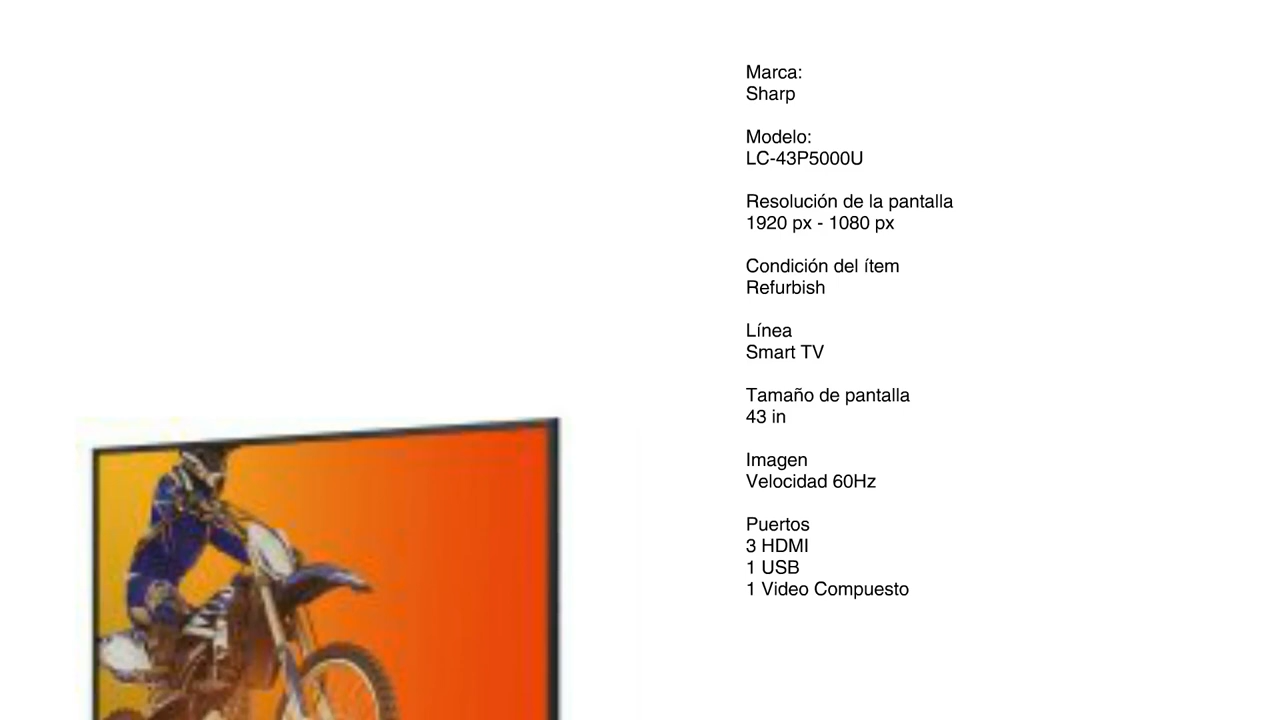 Marca:
Sharp
Modelo:
LC-43P5000U
Resolución de la pantalla
1920 px - 1080 px
Condición del ítem
Refurbish
Línea
Smart TV
Tamaño de pantalla
43 in
Imagen
Velocidad 60Hz
Puertos
3 HDMI
1 USB
1 Video Compuesto